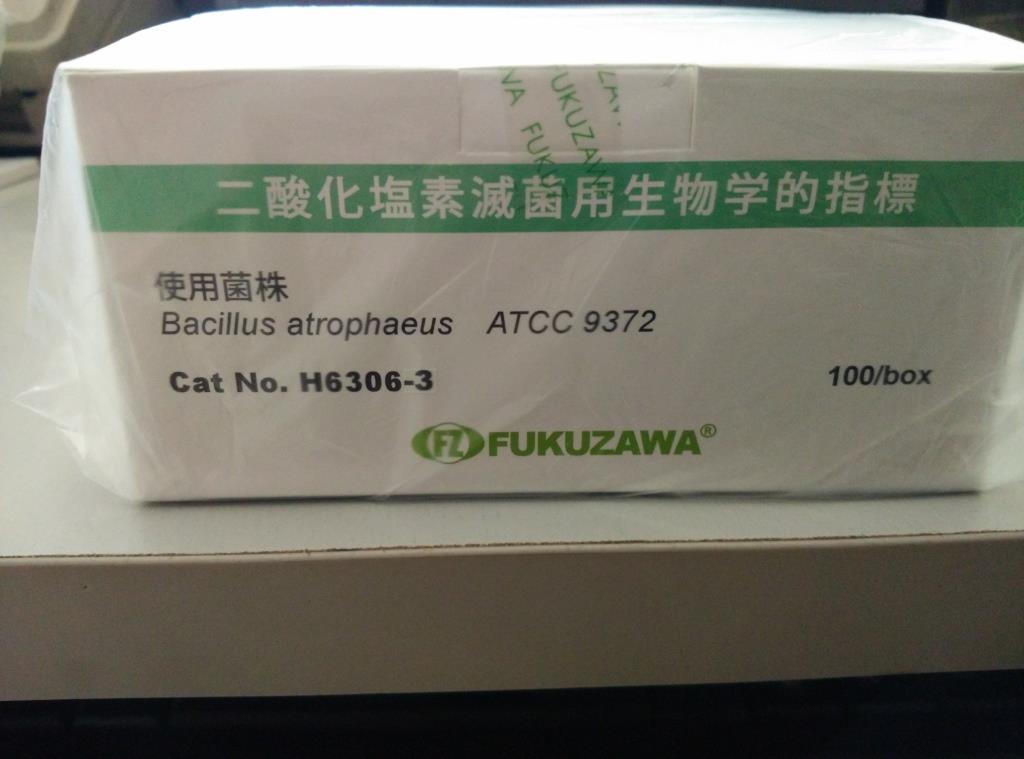 二酸化塩素滅菌用生物学的指標
使用菌株
Bacillus atrophaeus ATCC 9372
Cat No. H6306-3
100/box
FZ FUKUZAWA®